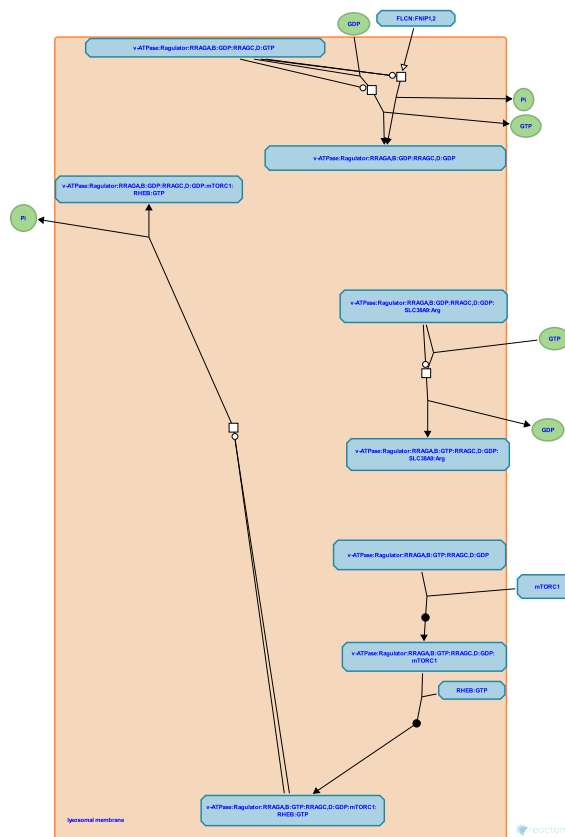 GDP
FLCN:FNIP1,2
v-ATPase:Ragulator:RRAGA,B:GDP:RRAGC,D:GTP
Pi
GTP
v-ATPase:Ragulator:RRAGA,B:GDP:RRAGC,D:GDP
v-ATPase:Ragulator:RRAGA,B:GDP:RRAGC,D:GDP:mTORC1:
RHEB:GTP
Pi
v-ATPase:Ragulator:RRAGA,B:GDP:RRAGC,D:GDP:
SLC38A9:Arg
GTP
GDP
v-ATPase:Ragulator:RRAGA,B:GTP:RRAGC,D:GDP:
SLC38A9:Arg
v-ATPase:Ragulator:RRAGA,B:GTP:RRAGC,D:GDP
mTORC1
v-ATPase:Ragulator:RRAGA,B:GTP:RRAGC,D:GDP:
mTORC1
RHEB:GTP
v-ATPase:Ragulator:RRAGA,B:GTP:RRAGC,D:GDP:mTORC1:
RHEB:GTP
lysosomal membrane
reactom